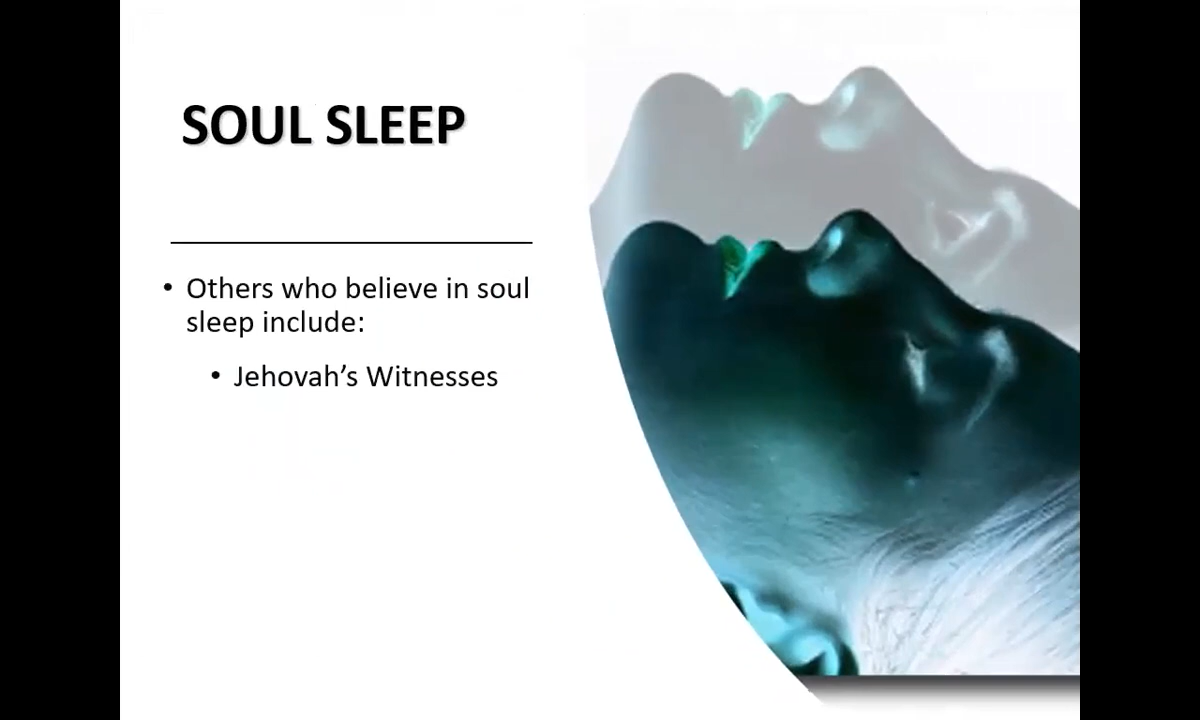 SOUL SLEEP
• Others who believe in soul
sleep include:
• Jehovah’s Witnesses